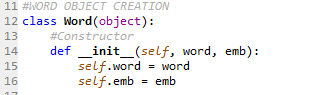 11 #WORD OBJECT CREATION
12 class Word(object):
13     #Constructor
14     def __init__(self, word, emb):
15         self.word = word
16         self.emb = emb